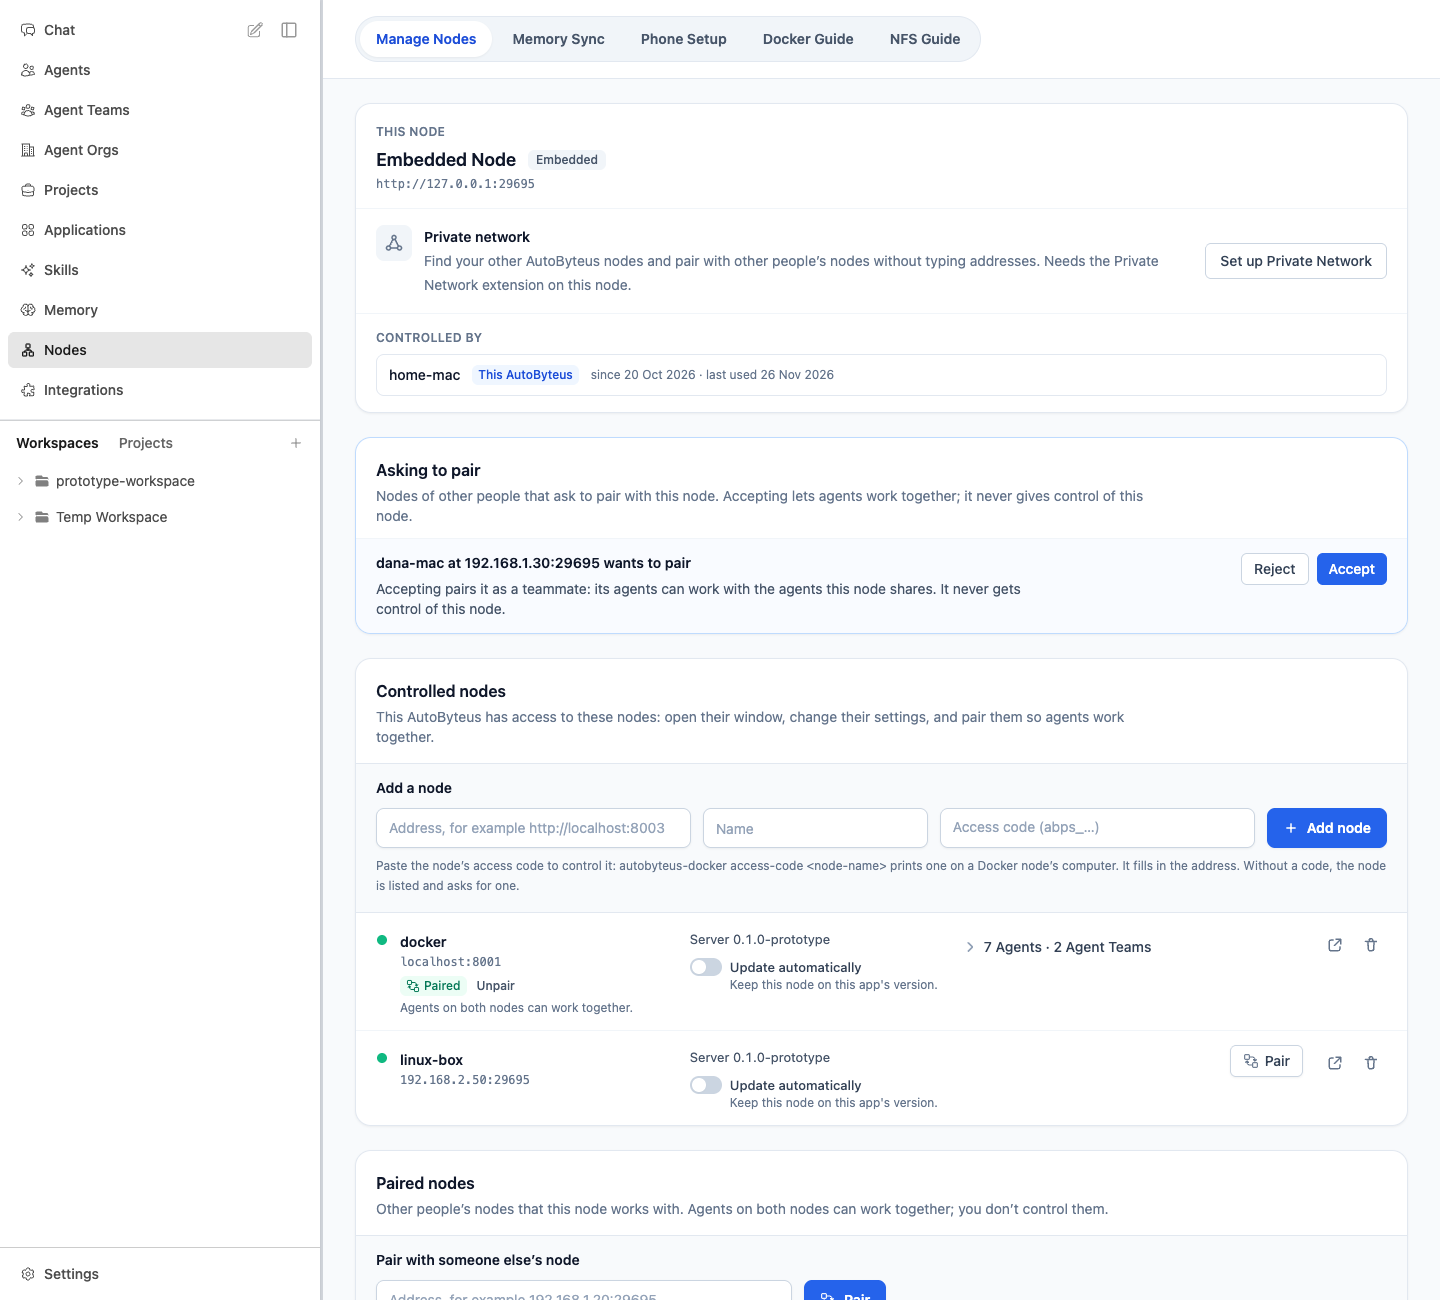 Chat
Agents
Agent Teams
Agent Orgs
Projects
Applications
Skills
Memory
Nodes
Integrations
Workspaces
Projects
prototype-workspace
Temp Workspace
Settings
Manage Nodes
Memory Sync
Phone Setup
Docker Guide
NFS Guide
THIS NODE
Embedded Node
Embedded
http://127.0.0.1:29695
Private network
Find your other AutoByteus nodes and pair with other people’s nodes without typing addresses. Needs the Private
Network extension on this node.
Set up Private Network
CONTROLLED BY
home-mac
This AutoByteus
since 20 Oct 2026 · last used 26 Nov 2026
Asking to pair
Nodes of other people that ask to pair with this node. Accepting lets agents work together; it never gives control of this
node.
dana-mac at 192.168.1.30:29695 wants to pair
Accepting pairs it as a teammate: its agents can work with the agents this node shares. It never gets
control of this node.
Reject
Accept
Controlled nodes
This AutoByteus has access to these nodes: open their window, change their settings, and pair them so agents work
together.
Add a node
Address, for example http://localhost:8003
Name
Access code (abps_…)
Add node
Paste the node’s access code to control it: autobyteus-docker access-code <node-name> prints one on a Docker node’s computer. It fills in the address. Without a code, the node
is listed and asks for one.
docker
localhost:8001
Paired
Unpair
Agents on both nodes can work together.
Server 0.1.0-prototype
Update automatically
Keep this node on this app's version.
7 Agents · 2 Agent Teams
linux-box
192.168.2.50:29695
Server 0.1.0-prototype
Update automatically
Keep this node on this app's version.
Pair
Paired nodes
Other people’s nodes that this node works with. Agents on both nodes can work together; you don’t control them.
Pair with someone else’s node
Address, for example 192.168.1.20:29695
Pair